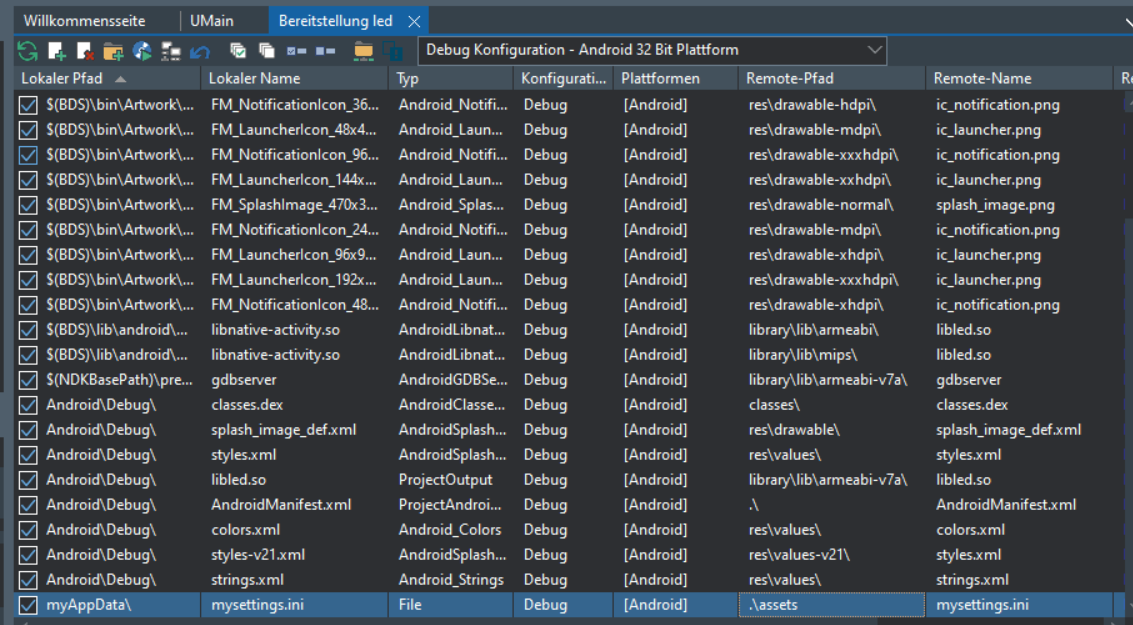 Willkommensseite UMain Bereitstellung led
Debug Konfiguration - Android 32 Bit Plattform
Lokaler Pfad Lokaler Name Typ Konfigurati... Plattformen Remote-Pfad Remote-Name
$(BDS)\bin\Artwork\... FM_NotificationIcon_36... Android_Notifi... Debug [Android] res\drawable-hdpi\ ic_notification.png
$(BDS)\bin\Artwork\... FM_LauncherIcon_48x4... Android_Laun... Debug [Android] res\drawable-mdpi\ ic_launcher.png
$(BDS)\bin\Artwork\... FM_NotificationIcon_96... Android_Notifi... Debug [Android] res\drawable-xxxhdpi\ ic_notification.png
$(BDS)\bin\Artwork\... FM_LauncherIcon_144x... Android_Laun... Debug [Android] res\drawable-xxhdpi\ ic_launcher.png
$(BDS)\bin\Artwork\... FM_SplashImage_470x3... Android_Splas... Debug [Android] res\drawable-normal\ splash_image.png
$(BDS)\bin\Artwork\... FM_NotificationIcon_24... Android_Notifi... Debug [Android] res\drawable-mdpi\ ic_notification.png
$(BDS)\bin\Artwork\... FM_LauncherIcon_96x9... Android_Laun... Debug [Android] res\drawable-xhdpi\ ic_launcher.png
$(BDS)\bin\Artwork\... FM_LauncherIcon_192x... Android_Laun... Debug [Android] res\drawable-xxxhdpi\ ic_launcher.png
$(BDS)\bin\Artwork\... FM_NotificationIcon_48... Android_Notifi... Debug [Android] res\drawable-xhdpi\ ic_notification.png
$(BDS)\lib\android\... libnative-activity.so AndroidLibnat... Debug [Android] library\lib\armeabi\ libled.so
$(BDS)\lib\android\... libnative-activity.so AndroidLibnat... Debug [Android] library\lib\mips\ libled.so
$(NDKBasePath)\pre... gdbserver AndroidGDBSe... Debug [Android] library\lib\armeabi-v7a\ gdbserver
Android\Debug\ classes.dex AndroidClasse... Debug [Android] classes\ classes.dex
Android\Debug\ splash_image_def.xml AndroidSplash... Debug [Android] res\drawable\ splash_image_def.xml
Android\Debug\ styles.xml AndroidSplash... Debug [Android] res\values\ styles.xml
Android\Debug\ libled.so ProjectOutput Debug [Android] library\lib\armeabi-v7a\ libled.so
Android\Debug\ AndroidManifest.xml ProjectAndroi... Debug [Android] .\ AndroidManifest.xml
Android\Debug\ colors.xml Android_Colors Debug [Android] res\values\ colors.xml
Android\Debug\ styles-v21.xml AndroidSplash... Debug [Android] res\values-v21\ styles.xml
Android\Debug\ strings.xml Android_Strings Debug [Android] res\values\ strings.xml
myAppData\ mysettings.ini File Debug [Android] .\assets mysettings.ini